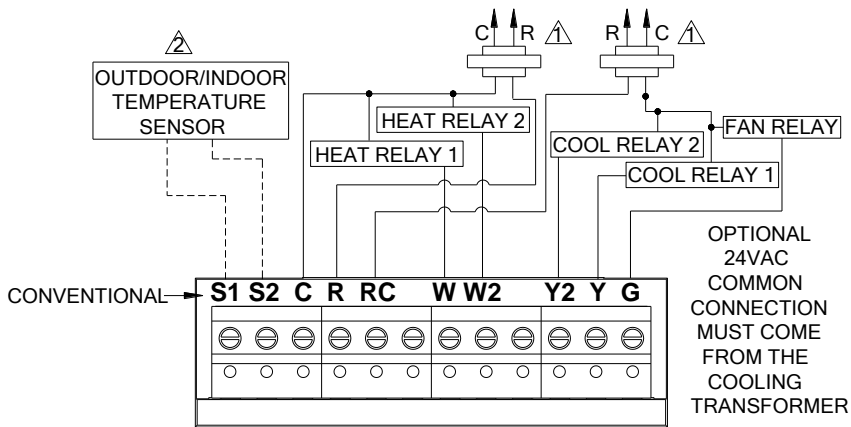 C R 1
R C 1
2
OUTDOOR/INDOOR
TEMPERATURE
SENSOR
HEAT RELAY 2
HEAT RELAY 1
FAN RELAY
COOL RELAY 2
COOL RELAY 1
OPTIONAL
24VAC
COMMON
CONNECTION
MUST COME
FROM THE
COOLING
TRANSFORMER
CONVENTIONAL
S1 S2 C R RC W W2 Y2 Y G